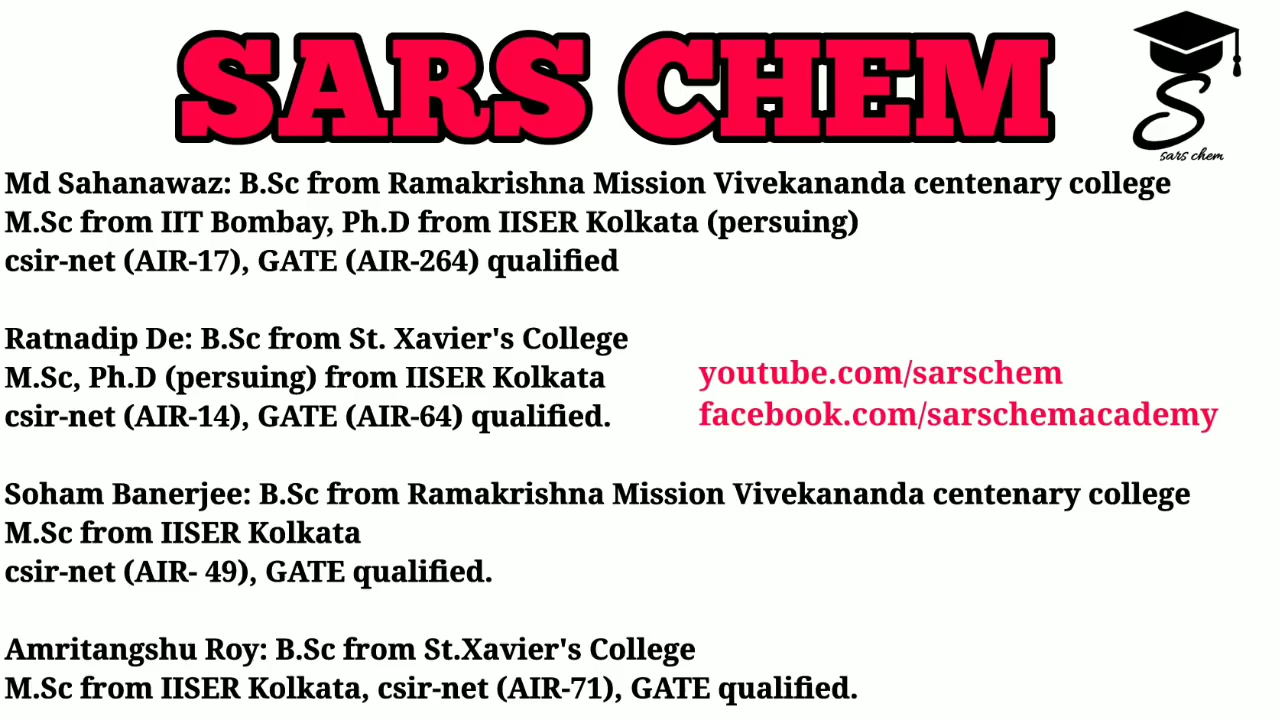 SARS CHEM
S
sars chem
Md Sahanawaz: B.Sc from Ramakrishna Mission Vivekananda centenary college
M.Sc from IIT Bombay, Ph.D from IISER Kolkata (persuing)
csir-net (AIR-17), GATE (AIR-264) qualified
Ratnadip De: B.Sc from St. Xavier's College
M.Sc, Ph.D (persuing) from IISER Kolkata
csir-net (AIR-14), GATE (AIR-64) qualified.
youtube.com/sarschem
facebook.com/sarschemacademy
Soham Banerjee: B.Sc from Ramakrishna Mission Vivekananda centenary college
M.Sc from IISER Kolkata
csir-net (AIR- 49), GATE qualified.
Amritangshu Roy: B.Sc from St.Xavier's College
M.Sc from IISER Kolkata, csir-net (AIR-71), GATE qualified.